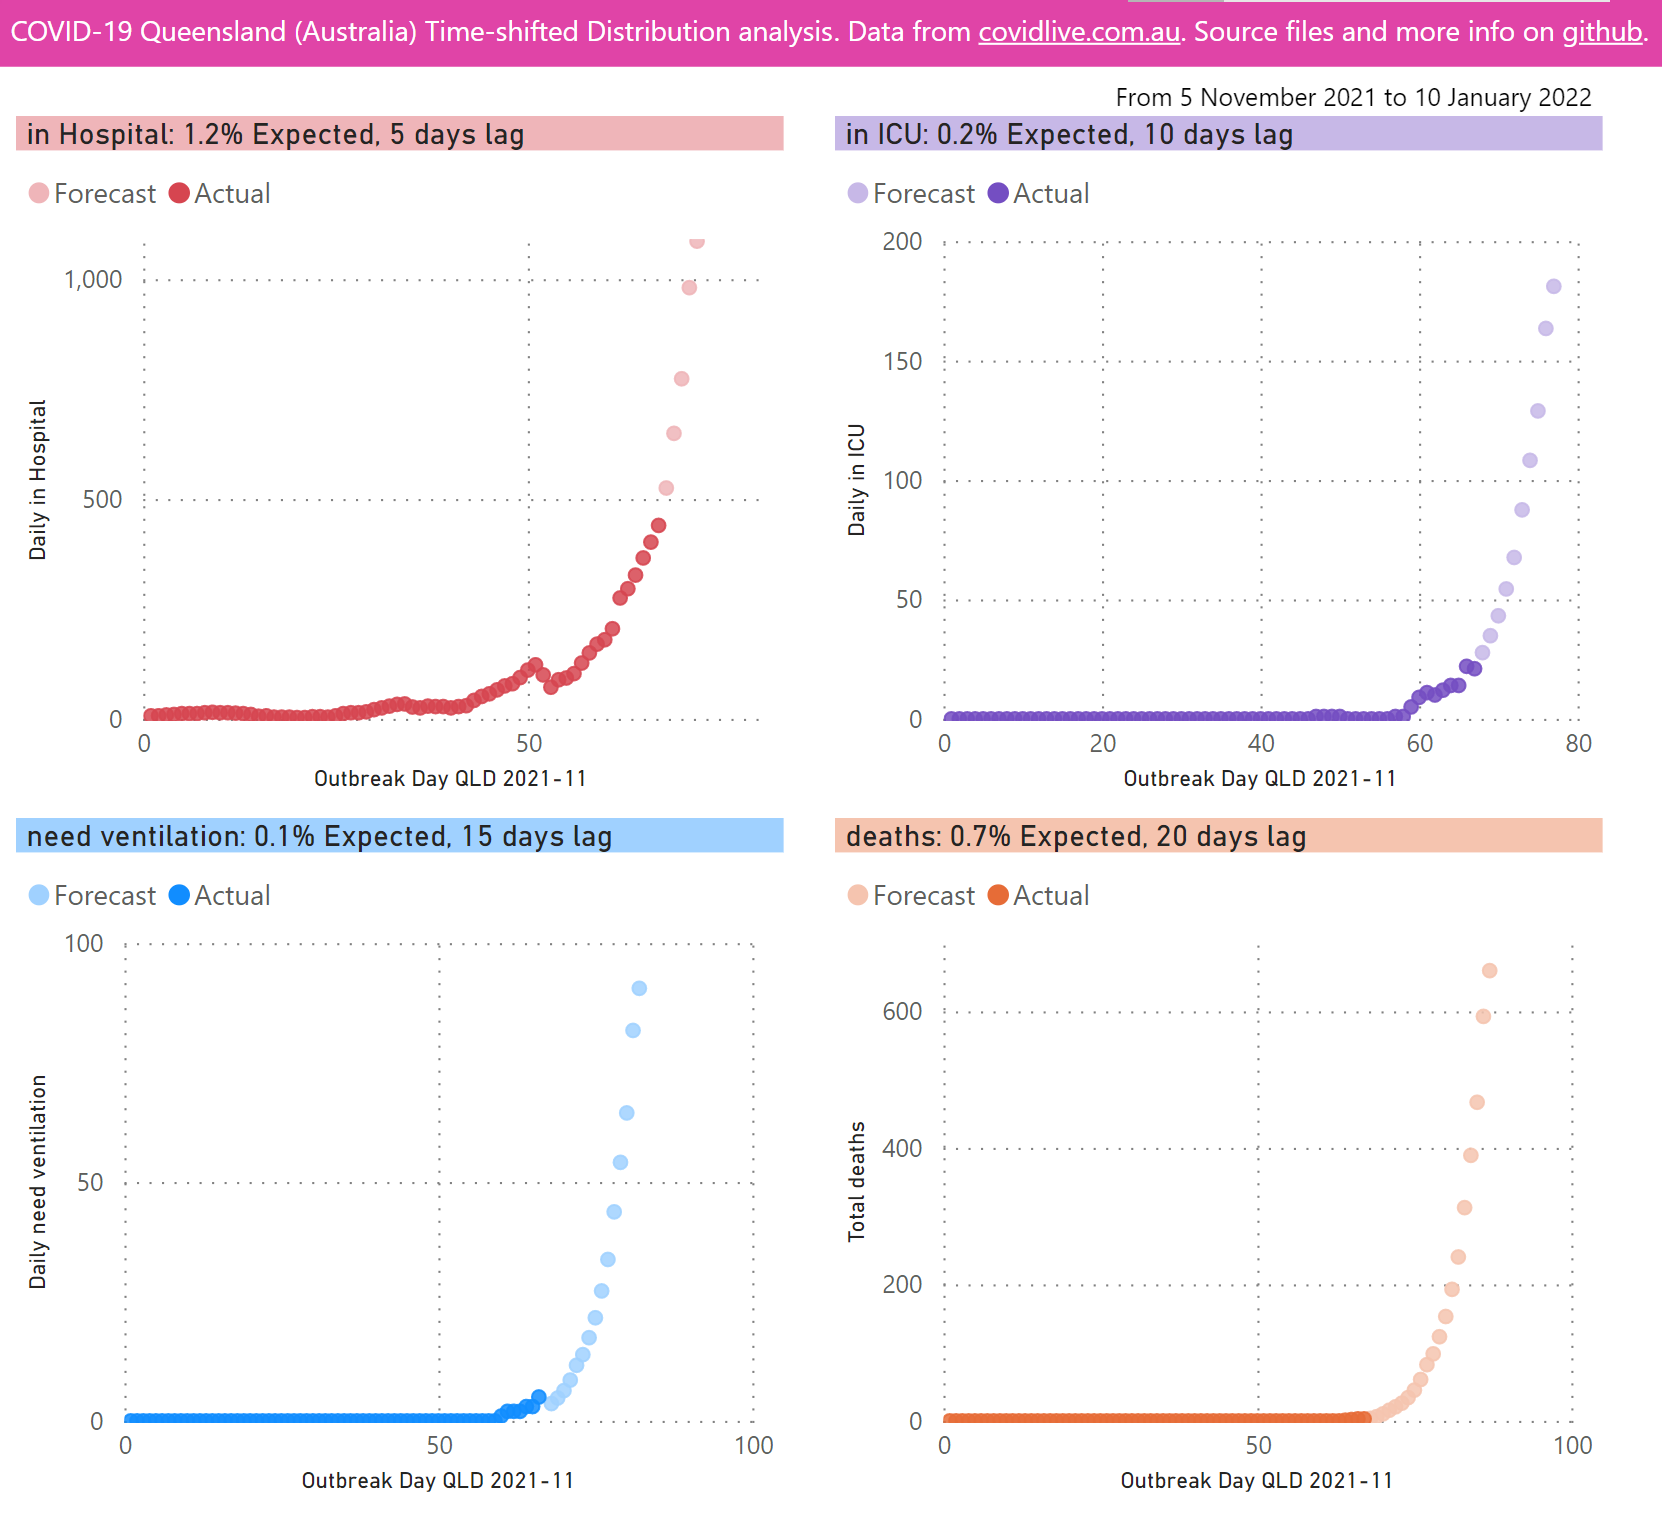 COVID-19 Queensland (Australia) Time-shifted Distribution analysis. Data from covidlive.com.au. Source files and more info on github.
From 5 November 2021 to 10 January 2022
in Hospital: 1.2% Expected, 5 days lag
Forecast Actual
Daily in Hospital
1,000
500
0
0 50
Outbreak Day QLD 2021-11
in ICU: 0.2% Expected, 10 days lag
Forecast Actual
Daily in ICU
200
150
100
50
0
0 20 40 60 80
Outbreak Day QLD 2021-11
need ventilation: 0.1% Expected, 15 days lag
Forecast Actual
Daily need ventilation
100
50
0
0 50 100
Outbreak Day QLD 2021-11
deaths: 0.7% Expected, 20 days lag
Forecast Actual
Total deaths
600
400
200
0
0 50 100
Outbreak Day QLD 2021-11